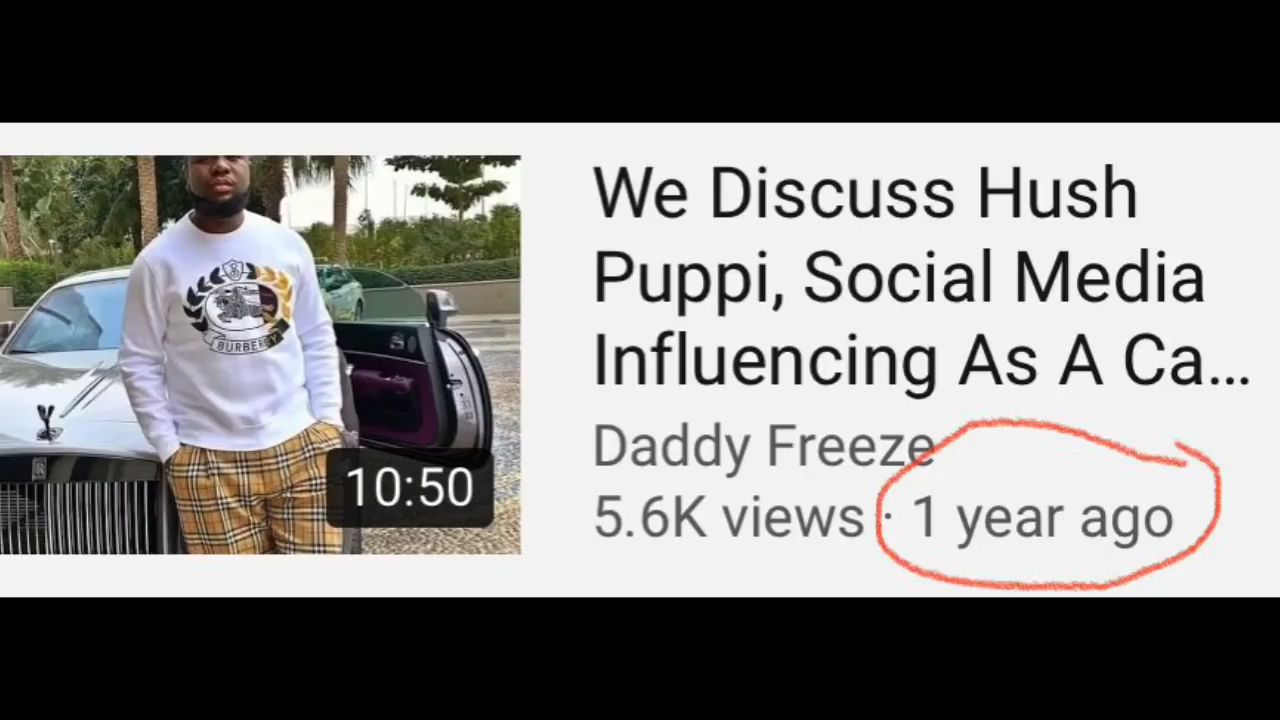 BURBERRY
10:50
We Discuss Hush
Puppi, Social Media
Influencing As A Ca...
Daddy Freeze
5.6K views · 1 year ago